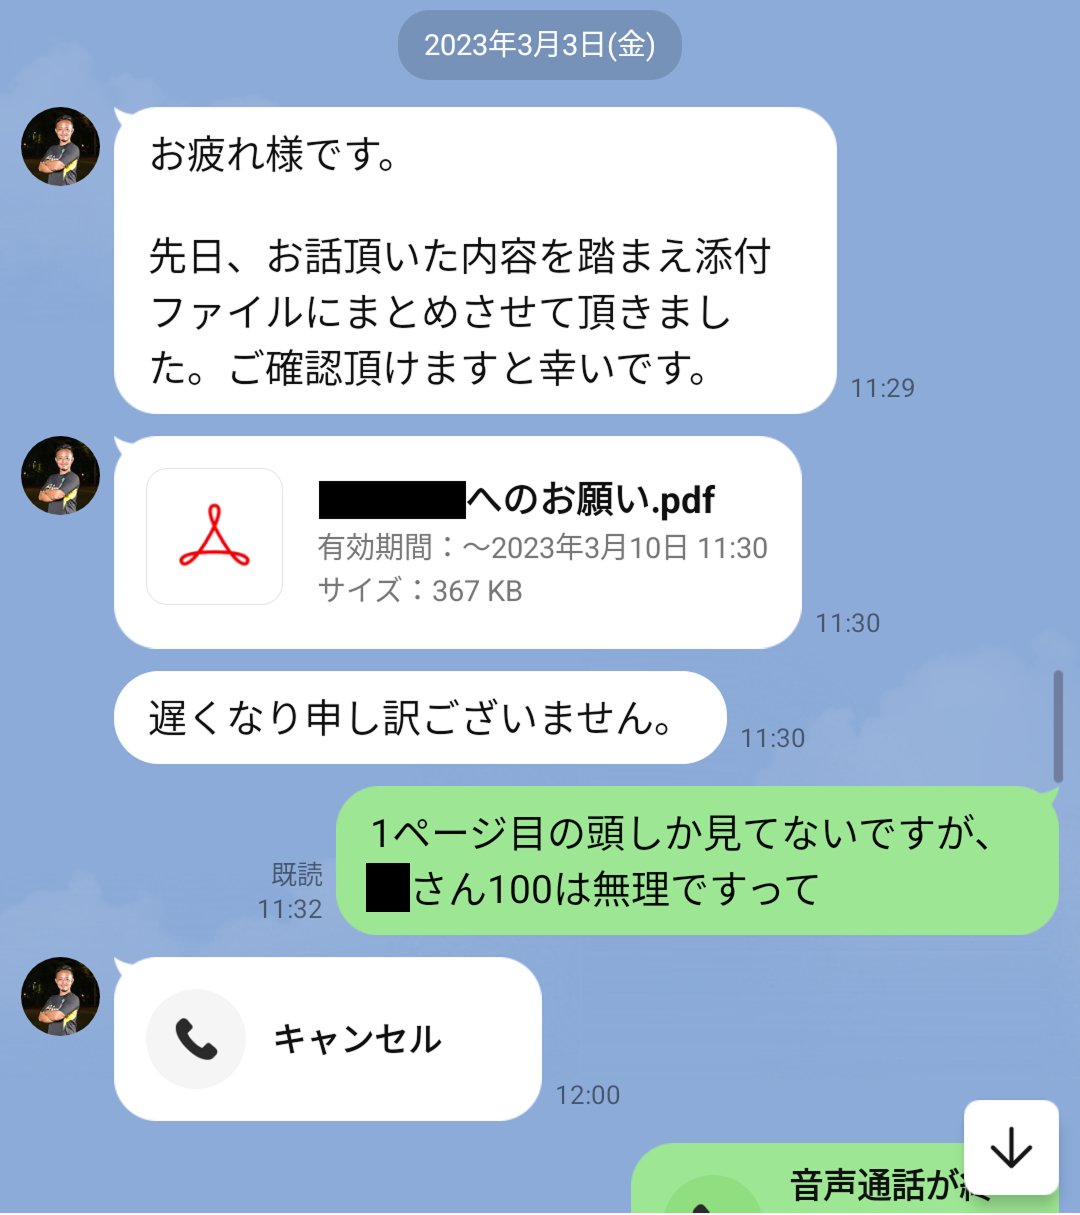 2023年3月3日(金)
お疲れ様です。
先日、お話頂いた内容を踏まえ添付
ファイルにまとめさせて頂きまし
た。ご確認頂けますと幸いです。
11:29
へのお願い.pdf
有効期間：〜2023年3月10日 11:30
サイズ：367 KB
11:30
遅くなり申し訳ございません。
11:30
1ページ目の頭しか見てないですが、
さん100は無理ですって
既読
11:32
キャンセル
12:00
音声通話が